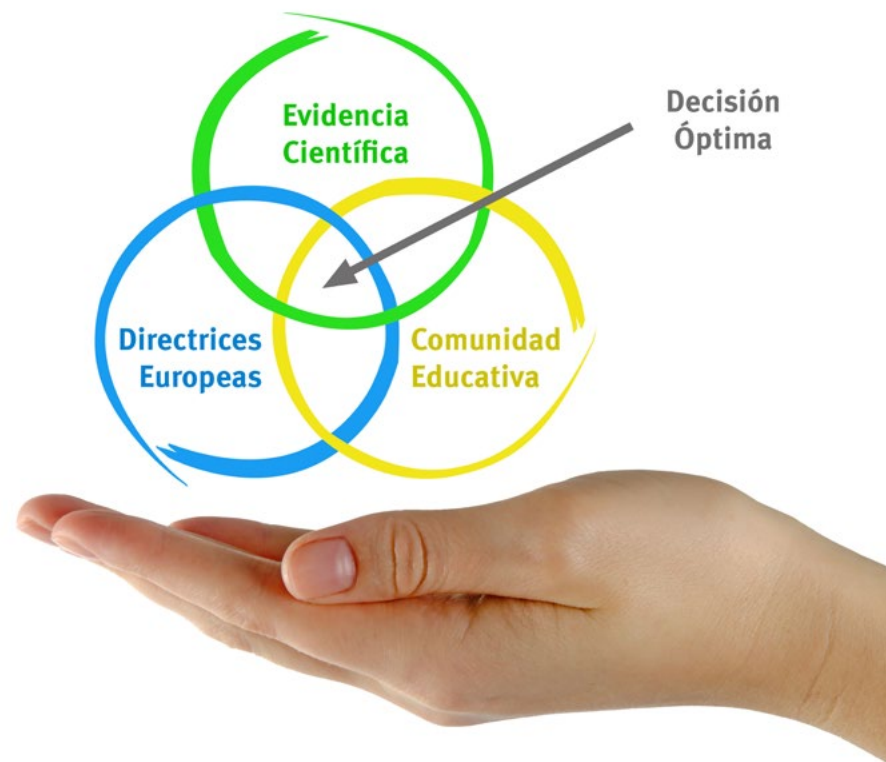 Evidencia
Científica
Decisión
Óptima
Directrices
Europeas
Comunidad
Educativa